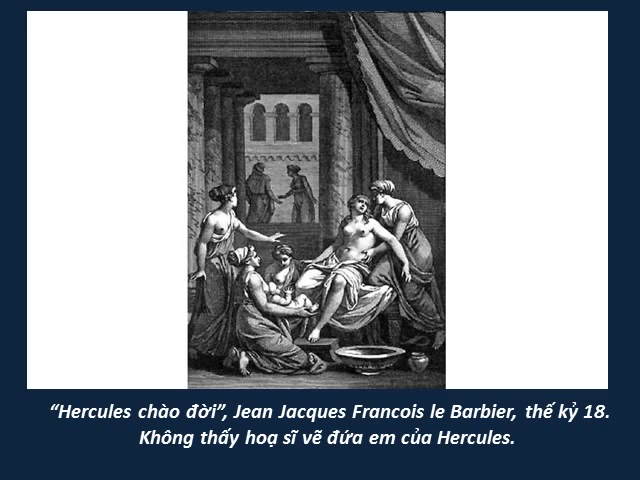 “Hercules chào đời”, Jean Jacques Francois le Barbier, thế kỷ 18.
Không thấy hoạ sĩ vẽ đứa em của Hercules.